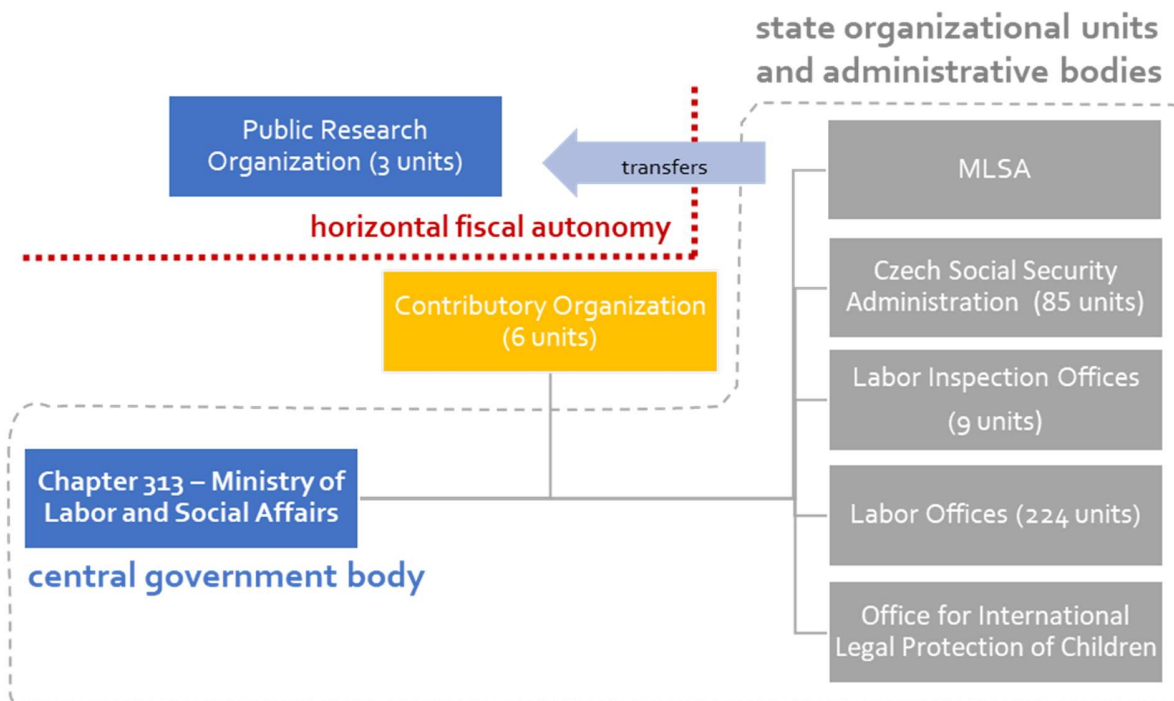 state organizational units
and administrative bodies
Public Research
Organization (3 units)
transfers
MLSA
horizontal fiscal autonomy
Czech Social Security
Administration (85 units)
Contributory Organization
(6 units)
Labor Inspection Offices
(9 units)
Chapter 313 – Ministry of
Labor and Social Affairs
Labor Offices (224 units)
central government body
Office for International
Legal Protection of Children